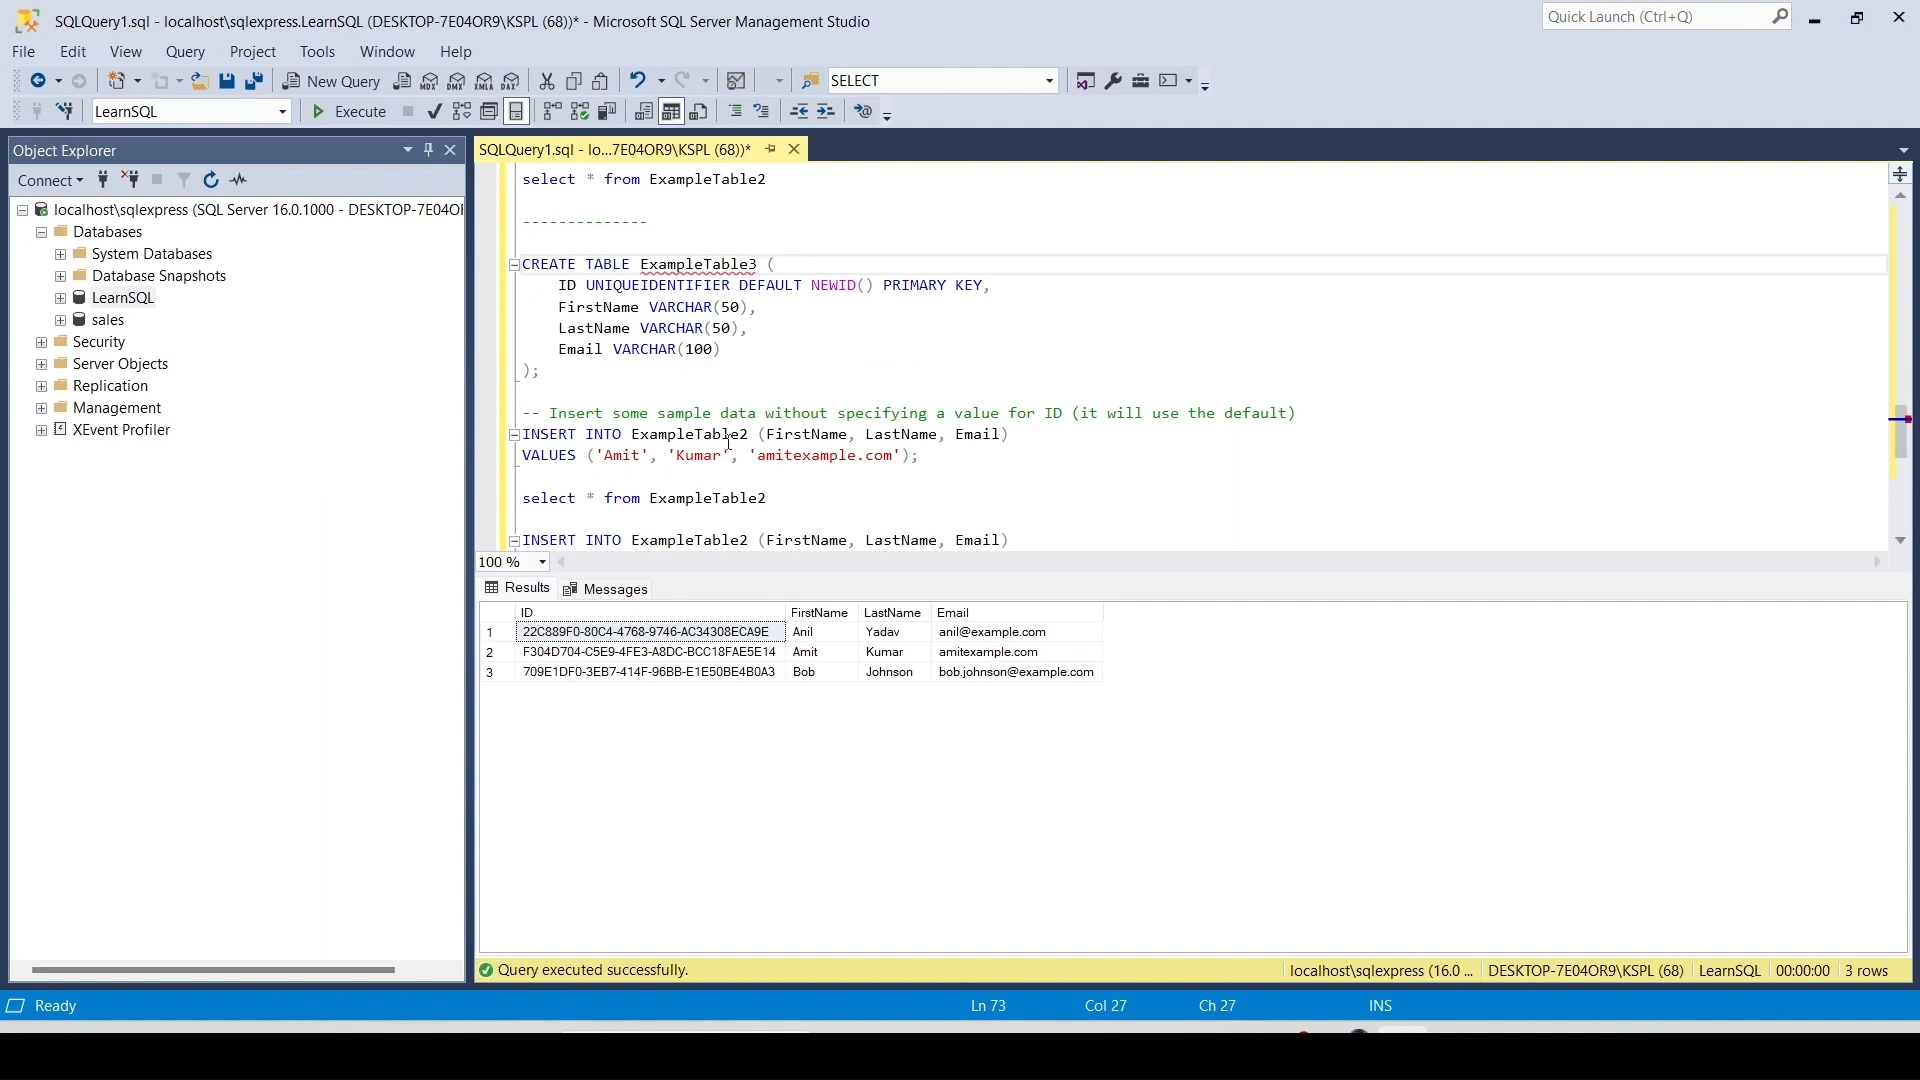 SQLQuery1.sql - localhost\sqlexpress.LearnSQL (DESKTOP-7E04OR9\KSPL (68))* - Microsoft SQL Server Management Studio
Quick Launch (Ctrl+Q)
File Edit View Query Project Tools Window Help
New Query MDX DMX XMLA DAX SELECT
LearnSQL Execute
Object Explorer
SQLQuery1.sql - lo...7E04OR9\KSPL (68))*
Connect
localhost\sqlexpress (SQL Server 16.0.1000 - DESKTOP-7E04OR
Databases
System Databases
Database Snapshots
LearnSQL
sales
Security
Server Objects
Replication
Management
XEvent Profiler
select * from ExampleTable2
--------------
CREATE TABLE ExampleTable3 (
ID UNIQUEIDENTIFIER DEFAULT NEWID() PRIMARY KEY,
FirstName VARCHAR(50),
LastName VARCHAR(50),
Email VARCHAR(100)
);
-- Insert some sample data without specifying a value for ID (it will use the default)
INSERT INTO ExampleTable2 (FirstName, LastName, Email)
VALUES ('Amit', 'Kumar', 'amitexample.com');
select * from ExampleTable2
INSERT INTO ExampleTable2 (FirstName, LastName, Email)
100 %
Results Messages
ID FirstName LastName Email
1 22C889F0-80C4-4768-9746-AC34308ECA9E Anil Yadav anil@example.com
2 F304D704-C5E9-4FE3-A8DC-BCC18FAE5E14 Amit Kumar amitexample.com
3 709E1DF0-3EB7-414F-96BB-E1E50BE4B0A3 Bob Johnson bob.johnson@example.com
Query executed successfully. localhost\sqlexpress (16.0 ... DESKTOP-7E04OR9\KSPL (68) LearnSQL 00:00:00 3 rows
Ready Ln 73 Col 27 Ch 27 INS